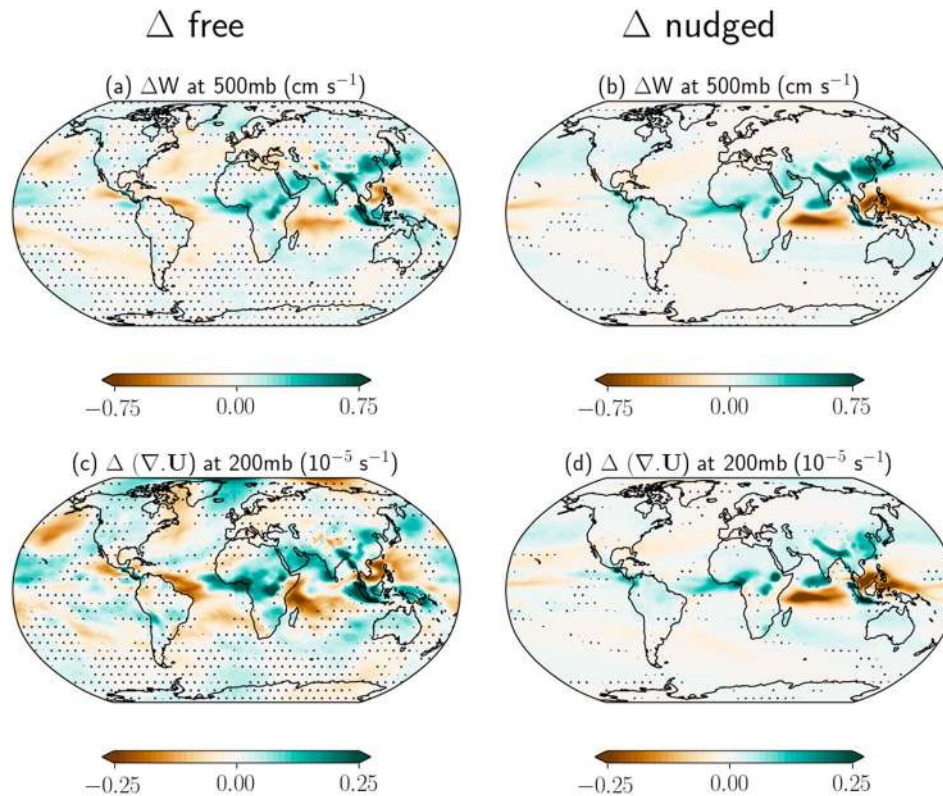 Δ free
Δ nudged
(a) ΔW at 500mb (cm s⁻¹)
(b) ΔW at 500mb (cm s⁻¹)
−0.75 0.00 0.75
−0.75 0.00 0.75
(c) Δ (∇.U) at 200mb (10⁻⁵ s⁻¹)
(d) Δ (∇.U) at 200mb (10⁻⁵ s⁻¹)
−0.25 0.00 0.25
−0.25 0.00 0.25